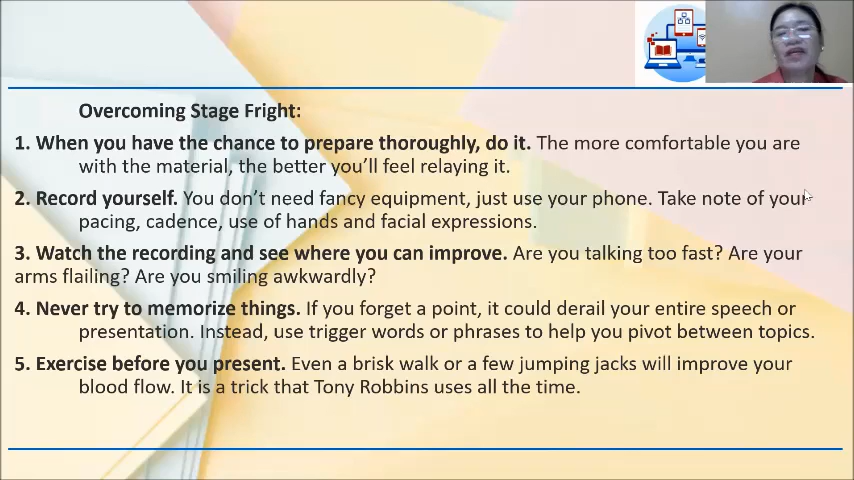 Overcoming Stage Fright:
1. When you have the chance to prepare thoroughly, do it. The more comfortable you are
with the material, the better you'll feel relaying it.
2. Record yourself. You don't need fancy equipment, just use your phone. Take note of your
pacing, cadence, use of hands and facial expressions.
3. Watch the recording and see where you can improve. Are you talking too fast? Are your
arms flailing? Are you smiling awkwardly?
4. Never try to memorize things. If you forget a point, it could derail your entire speech or
presentation. Instead, use trigger words or phrases to help you pivot between topics.
5. Exercise before you present. Even a brisk walk or a few jumping jacks will improve your
blood flow. It is a trick that Tony Robbins uses all the time.